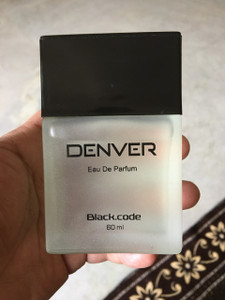 DENVER
Eau De Parfum
Black.code
60 ml